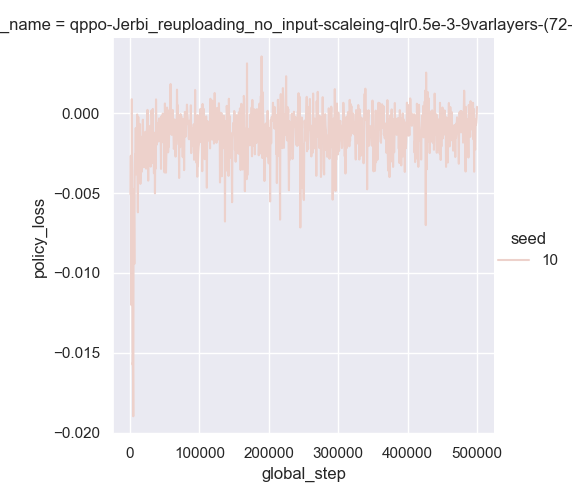 _name = qppo-Jerbi_reuploading_no_input-scaleing-qlr0.5e-3-9varlayers-(72-
0.000
−0.005
−0.010
−0.015
−0.020
policy_loss
0 100000 200000 300000 400000 500000
global_step
seed
10